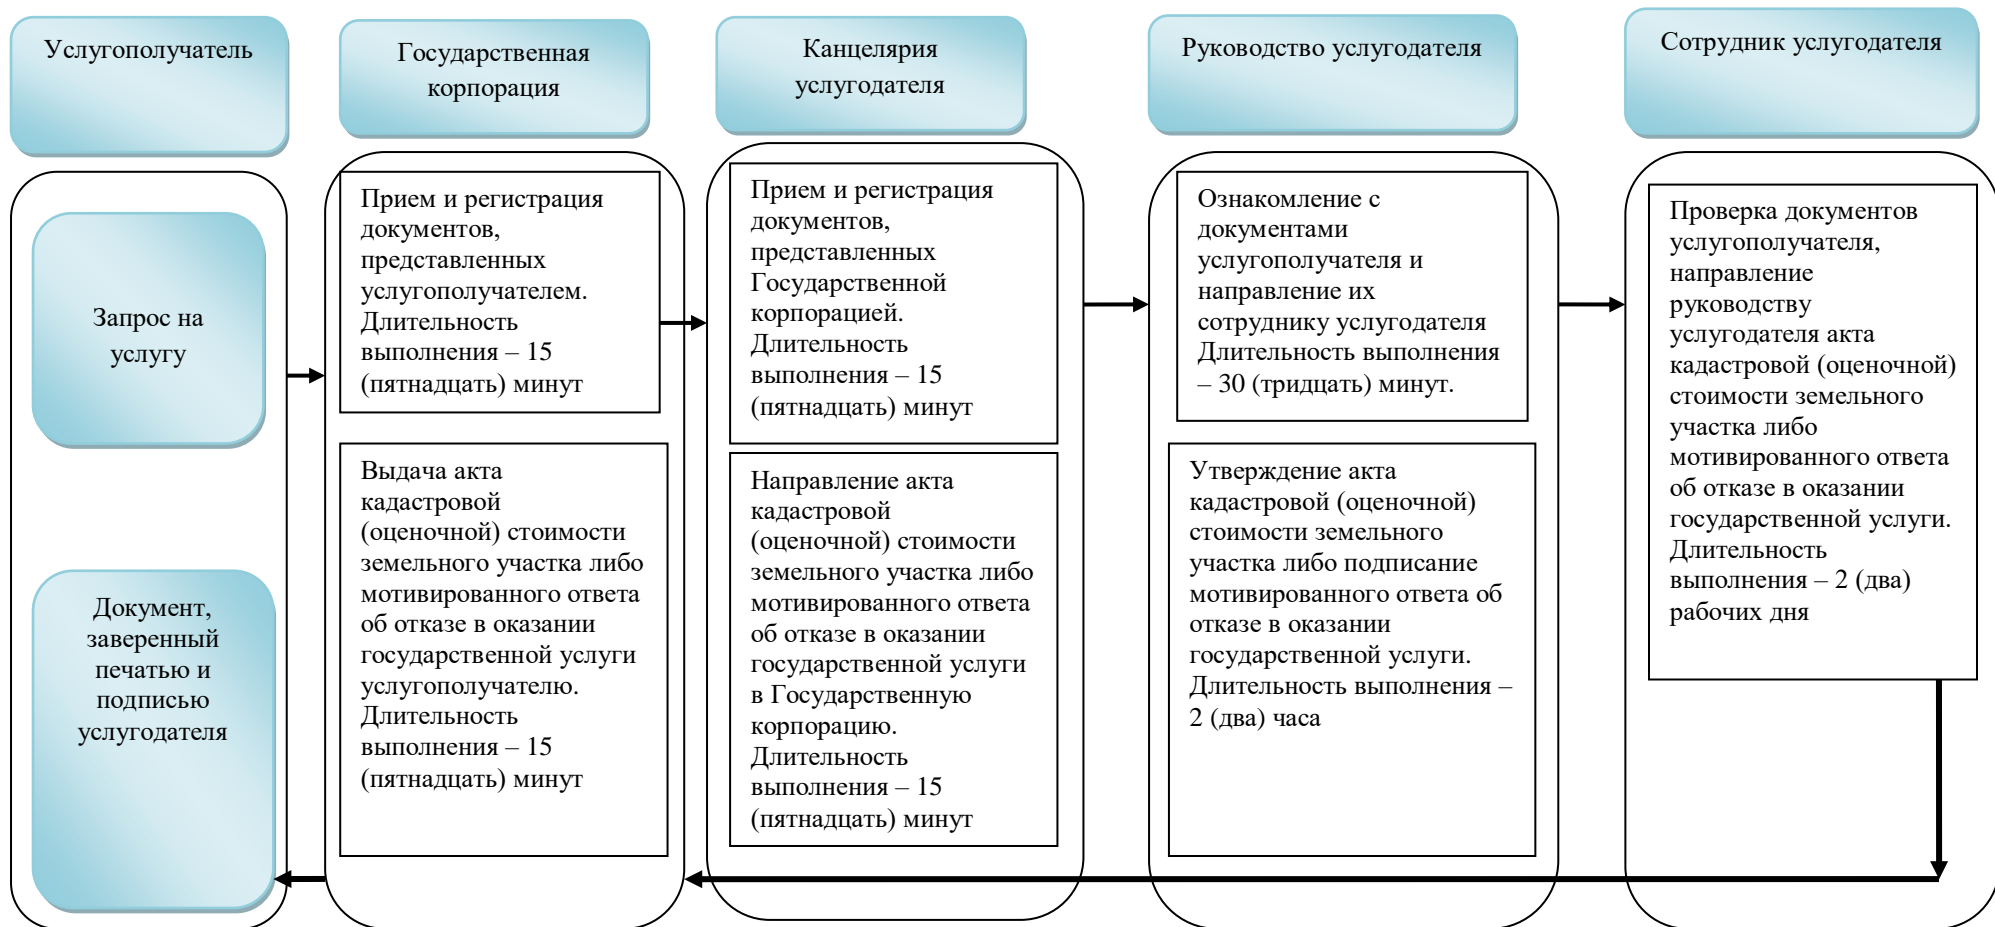 Услугополучатель
Государственная
корпорация
Канцелярия
услугодателя
Руководство услугодателя
Сотрудник услугодателя
Запрос на
услугу
Документ,
заверенный
печатью и
подписью
услугодателя
Прием и регистрация
документов,
представленных
услугополучателем.
Длительность
выполнения – 15
(пятнадцать) минут
Выдача акта
кадастровой
(оценочной) стоимости
земельного участка либо
мотивированного ответа
об отказе в оказании
государственной услуги
услугополучателю.
Длительность
выполнения – 15
(пятнадцать) минут
Прием и регистрация
документов,
представленных
Государственной
корпорацией.
Длительность
выполнения – 15
(пятнадцать) минут
Направление акта
кадастровой
(оценочной) стоимости
земельного участка либо
мотивированного ответа
об отказе в оказании
государственной услуги
в Государственную
корпорацию.
Длительность
выполнения – 15
(пятнадцать) минут
Ознакомление с
документами
услугополучателя и
направление их
сотруднику услугодателя
Длительность выполнения
– 30 (тридцать) минут.
Утверждение акта
кадастровой (оценочной)
стоимости земельного
участка либо подписание
мотивированного ответа об
отказе в оказании
государственной услуги.
Длительность выполнения –
2 (два) часа
Проверка документов
услугополучателя,
направление
руководству
услугодателя акта
кадастровой (оценочной)
стоимости земельного
участка либо
мотивированного ответа
об отказе в оказании
государственной услуги.
Длительность
выполнения – 2 (два)
рабочих дня